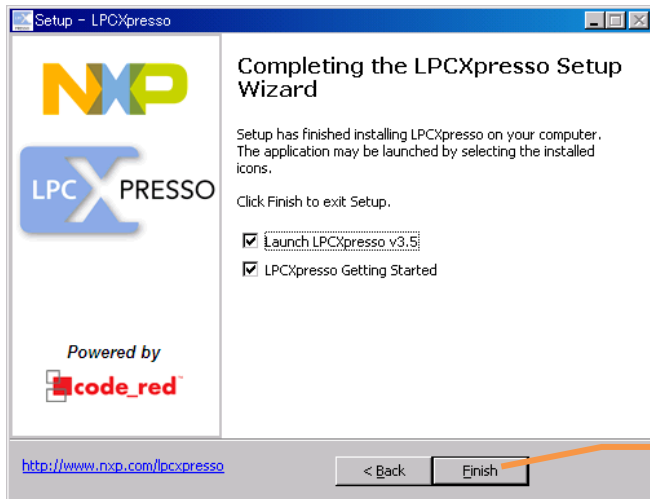 Setup - LPCXpresso
NXP
Completing the LPCXpresso Setup
Wizard
Setup has finished installing LPCXpresso on your computer.
The application may be launched by selecting the installed
icons.
Click Finish to exit Setup.
LPC XPRESSO
Launch LPCXpresso v3.5
LPCXpresso Getting Started
Powered by
code_red
http://www.nxp.com/lpcxpresso
< Back
Finish